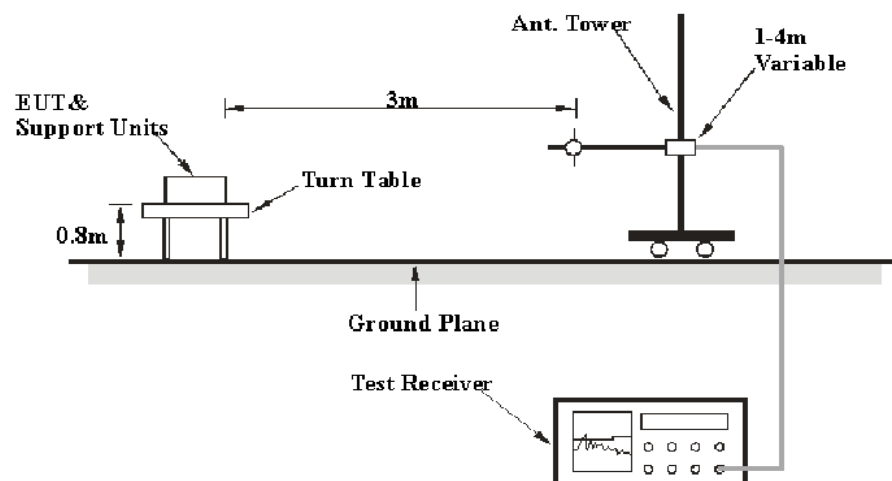 Ant. Tower
1-4m
Variable
3m
EUT&
Support Units
Turn Table
0.8m
Ground Plane
Test Receiver